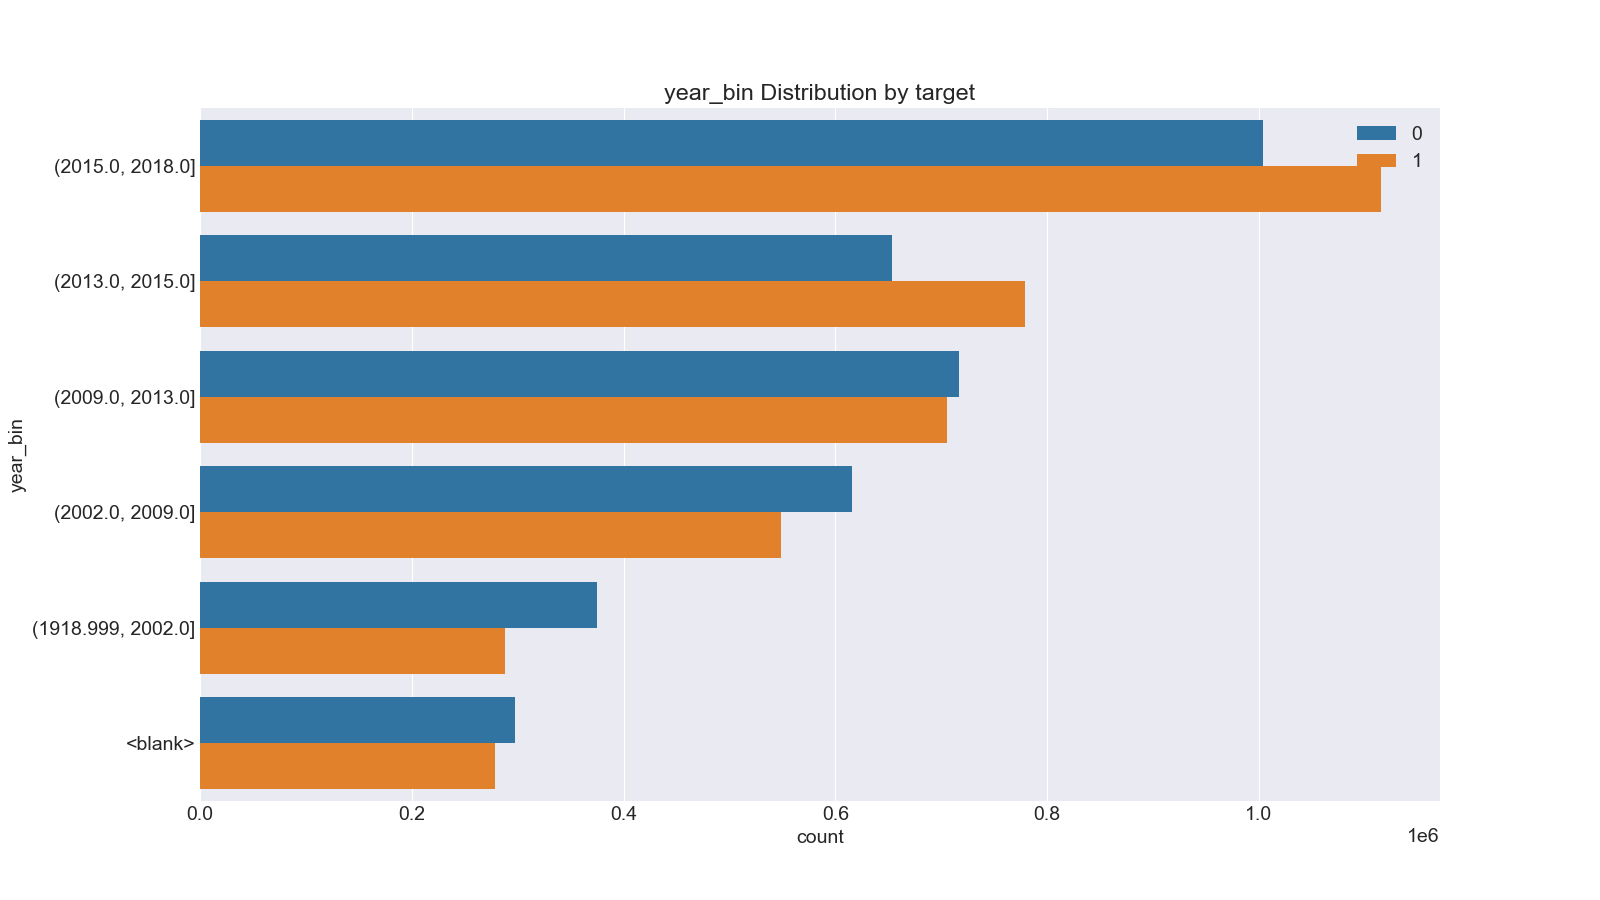 year_bin Distribution by target
0
1
(2015.0, 2018.0]
(2013.0, 2015.0]
(2009.0, 2013.0]
(2002.0, 2009.0]
(1918.999, 2002.0]
<blank>
year_bin
0.0 0.2 0.4 0.6 0.8 1.0
count
1e6